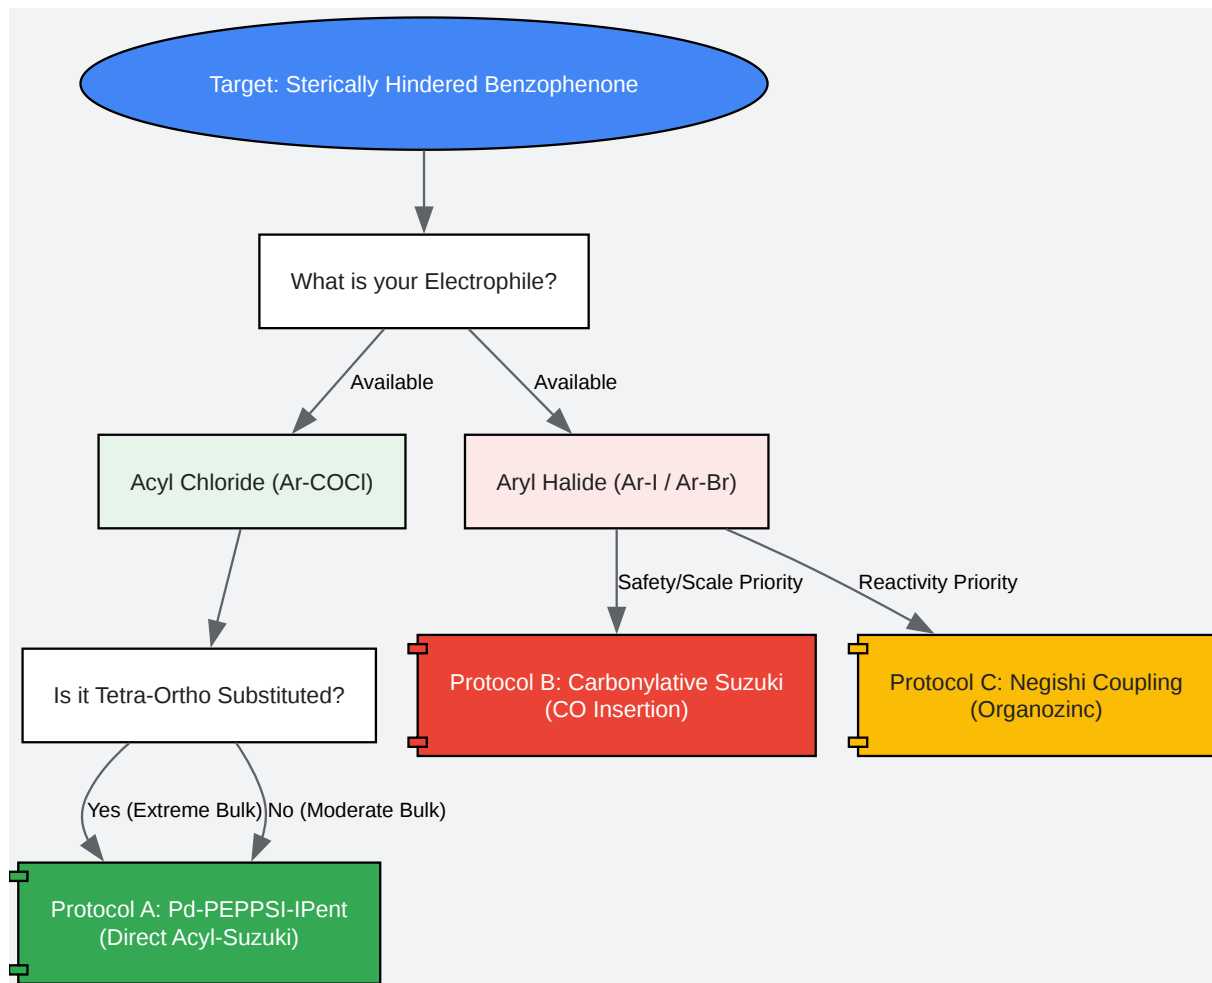 Target: Sterically Hindered Benzophenone
What is your Electrophile?
Available
Available
Acyl Chloride (Ar-COCl)
Aryl Halide (Ar-I / Ar-Br)
Safety/Scale Priority
Reactivity Priority
Is it Tetra-Ortho Substituted?
Protocol B: Carbonylative Suzuki
(CO Insertion)
Protocol C: Negishi Coupling
(Organozinc)
Yes (Extreme Bulk)
No (Moderate Bulk)
Protocol A: Pd-PEPPSI-IPent
(Direct Acyl-Suzuki)